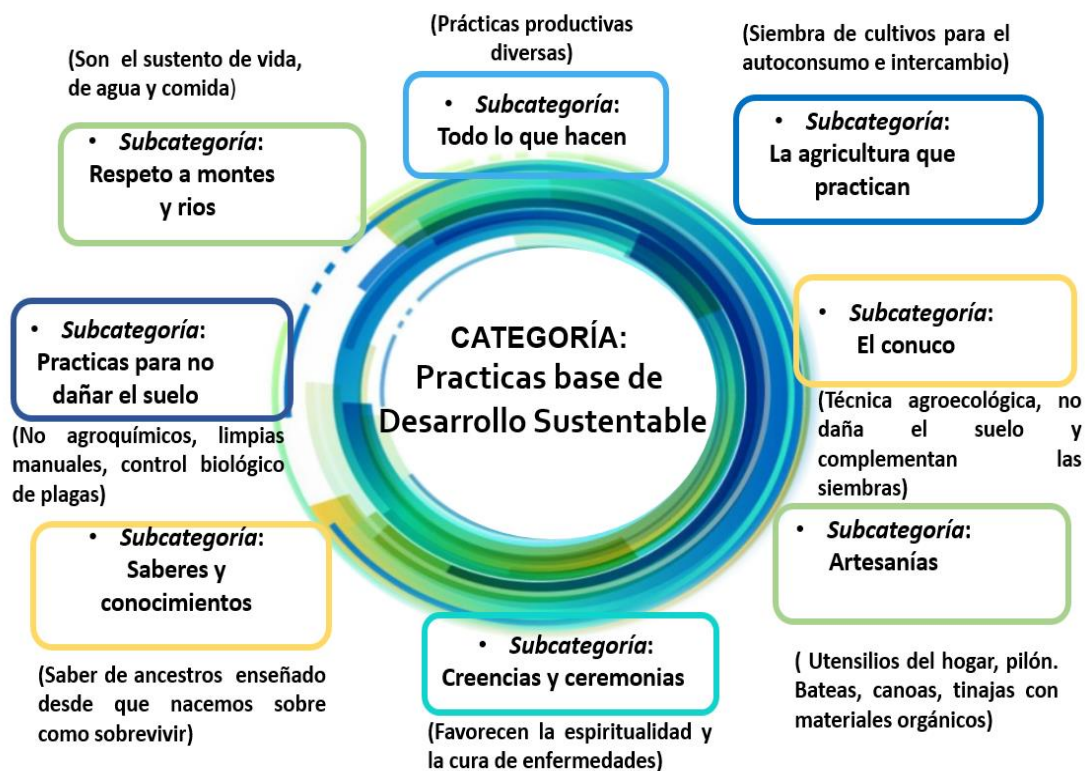 (Prácticas productivas
diversas)
• Subcategoría:
Todo lo que hacen
(Siembra de cultivos para el
autoconsumo e intercambio)
• Subcategoría:
La agricultura que
practican
• Subcategoría:
El conuco
(Técnica agroecológica, no
daña el suelo y
complementan las
siembras)
• Subcategoría:
Artesanías
( Utensilios del hogar, pilón.
Bateas, canoas, tinajas con
materiales orgánicos)
• Subcategoría:
Creencias y ceremonias
(Favorecen la espiritualidad y
la cura de enfermedades)
• Subcategoría:
Saberes y
conocimientos
(Saber de ancestros enseñado
desde que nacemos sobre
como sobrevivir)
• Subcategoría:
Practicas para no
dañar el suelo
(No agroquímicos, limpias
manuales, control biológico
de plagas)
(Son el sustento de vida,
de agua y comida)
• Subcategoría:
Respeto a montes
y rios
CATEGORÍA:
Practicas base de
Desarrollo Sustentable